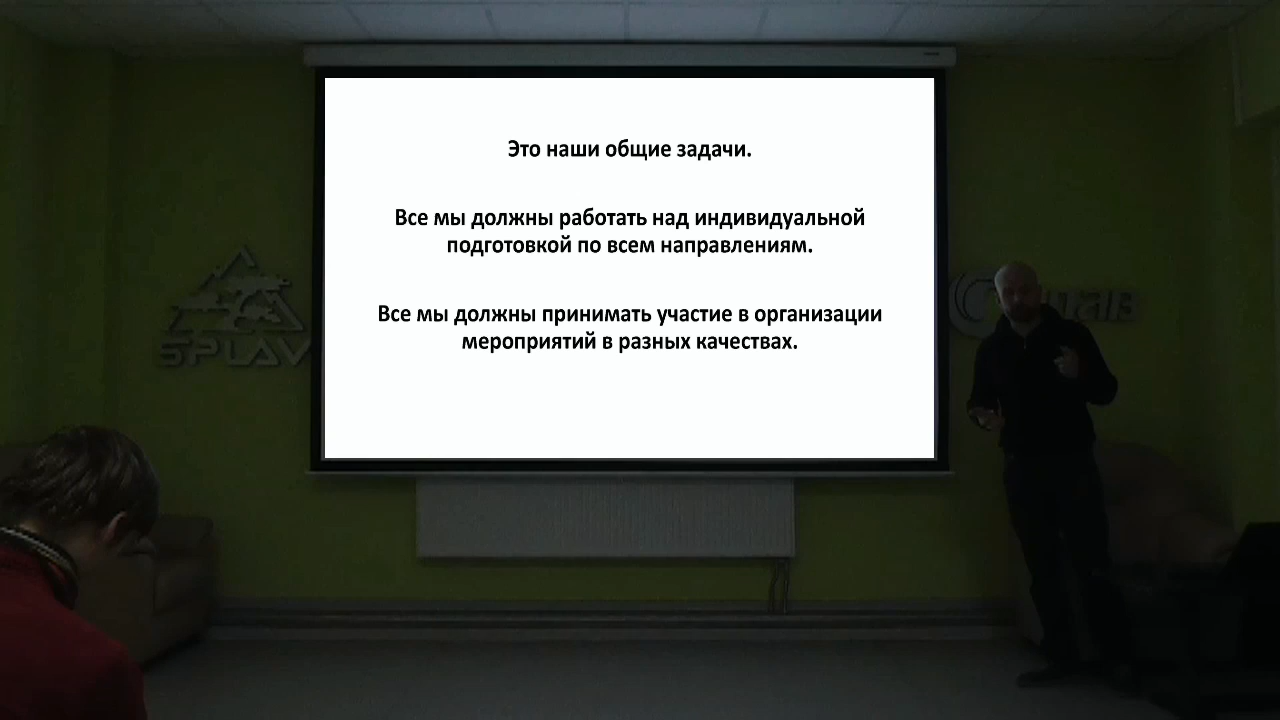 Это наши общие задачи.
Все мы должны работать над индивидуальной
подготовкой по всем направлениям.
Все мы должны принимать участие в организации
мероприятий в разных качествах.
SPLAV